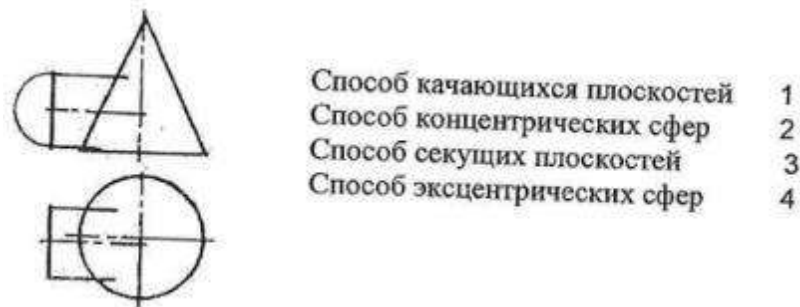 Способ качающихся плоскостей 1
Способ концентрических сфер 2
Способ секущих плоскостей 3
Способ эксцентрических сфер 4